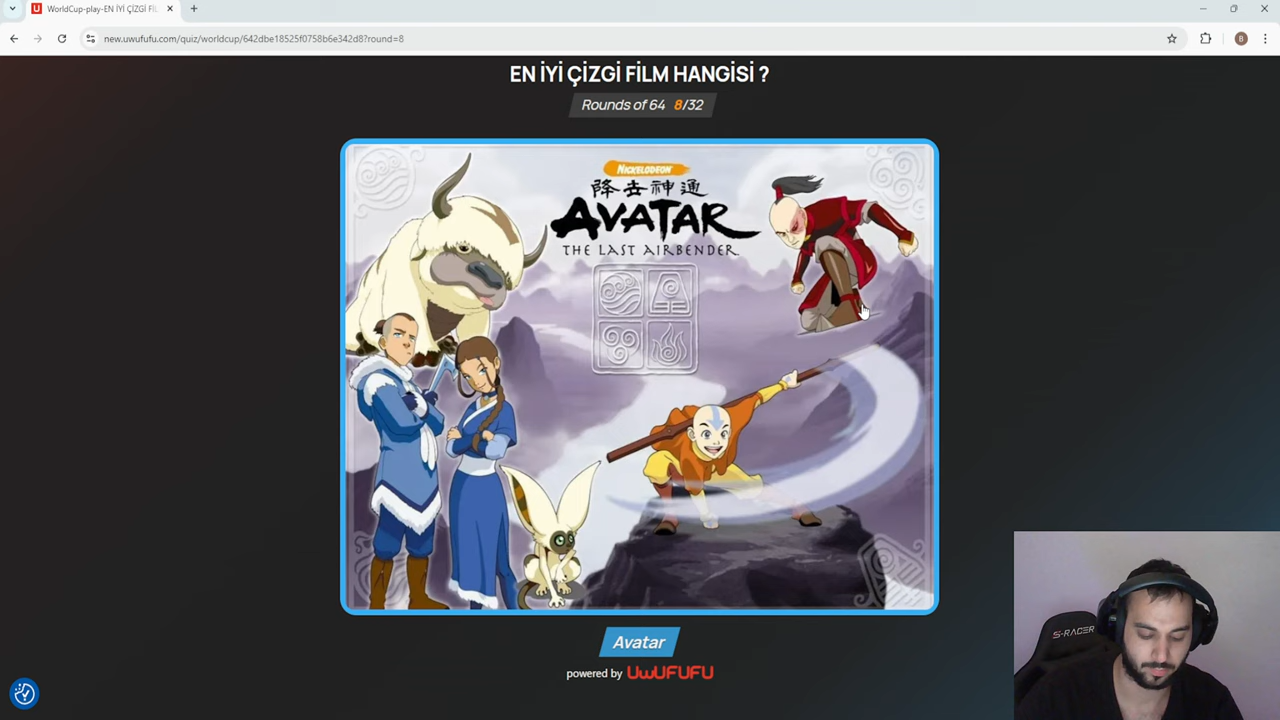 WorldCup-play-EN İYİ ÇİZGİ Fİ
new.uwufufu.com/quiz/worldcup/642dbe18525f0758b6e342d8?round=8
B
EN İYİ ÇİZGİ FİLM HANGİSİ ?
Rounds of 64 8/32
NICKELODEON
降去神通
AVATAR
THE LAST AIRBENDER
Avatar
powered by UwUFUFU
S-RACER